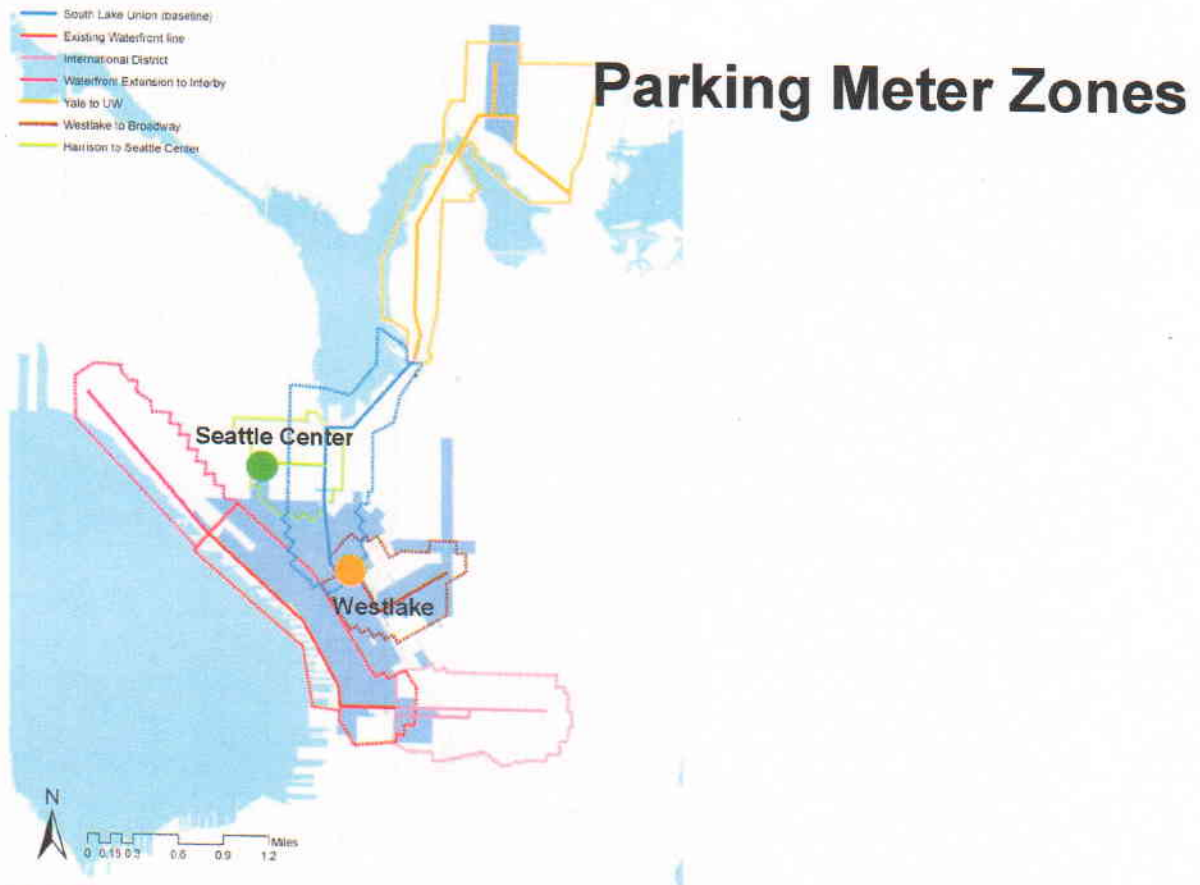 South Lake Union (baseline)
Existing Waterfront line
International District
Waterfront Extension to Interby
Yale to UW
Westlake to Broadway
Harrison to Seattle Center
Parking Meter Zones
Seattle Center
Westlake
N
Miles
0 0.15 0.3 0.6 0.9 1.2